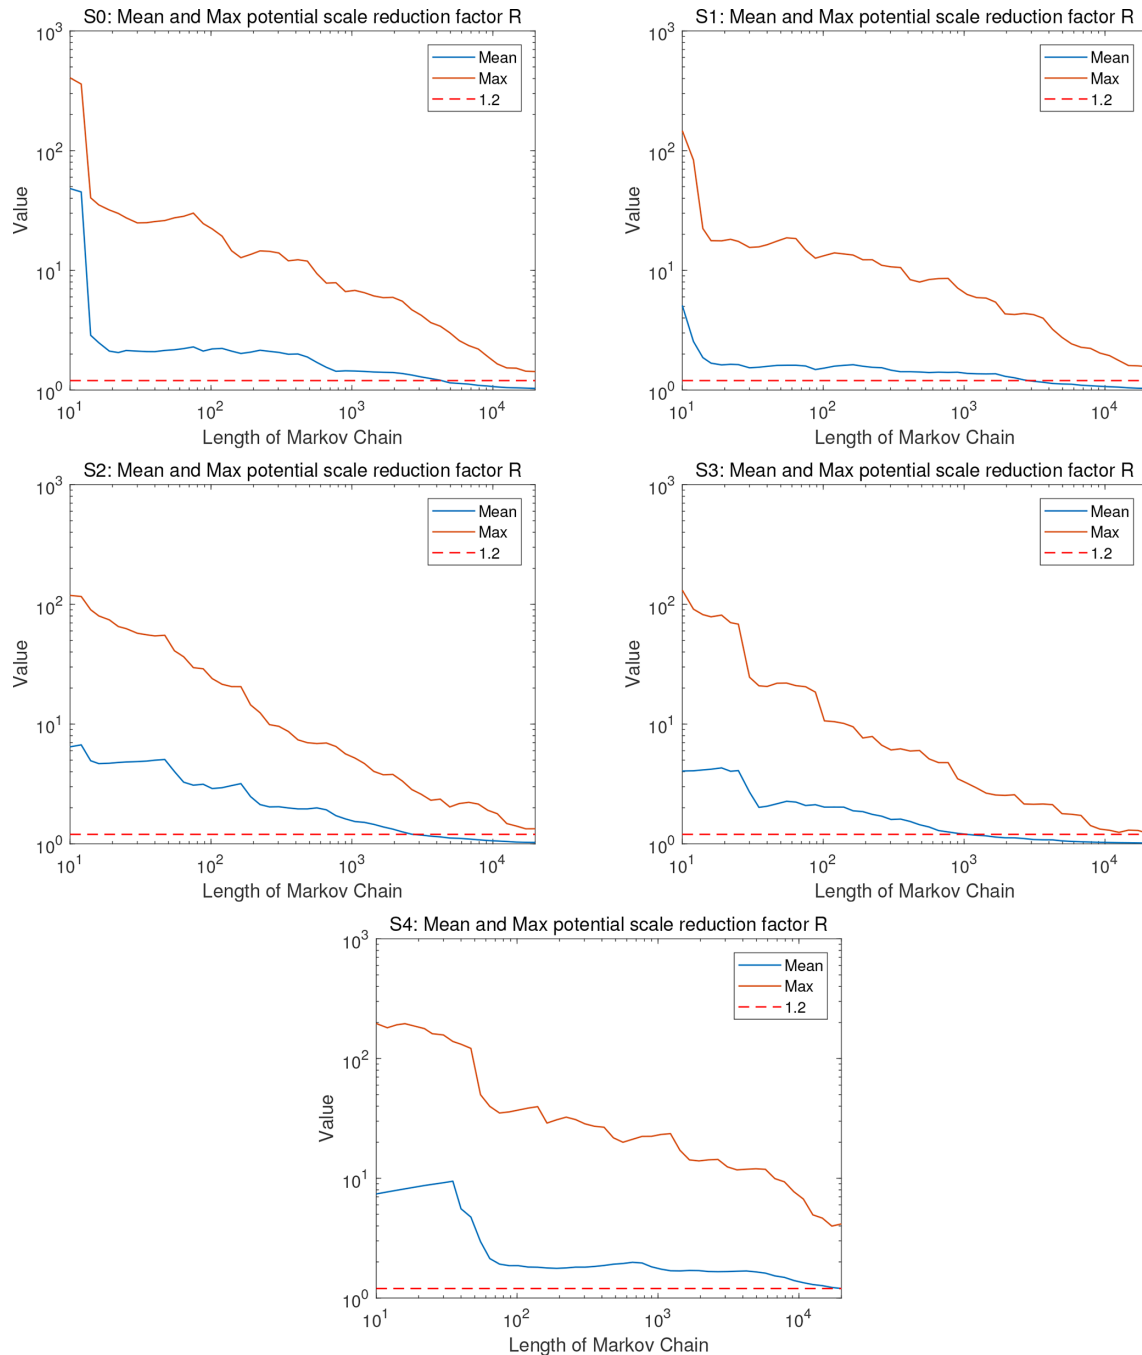 S0: Mean and Max potential scale reduction factor R
10^3
10^2
10^1
10^0
Value
Mean
Max
1.2
10^1 10^2 10^3 10^4
Length of Markov Chain
S1: Mean and Max potential scale reduction factor R
10^3
10^2
10^1
10^0
Value
Mean
Max
1.2
10^1 10^2 10^3 10^4
Length of Markov Chain
S2: Mean and Max potential scale reduction factor R
10^3
10^2
10^1
10^0
Value
Mean
Max
1.2
10^1 10^2 10^3 10^4
Length of Markov Chain
S3: Mean and Max potential scale reduction factor R
10^3
10^2
10^1
10^0
Value
Mean
Max
1.2
10^1 10^2 10^3 10^4
Length of Markov Chain
S4: Mean and Max potential scale reduction factor R
10^3
10^2
10^1
10^0
Value
Mean
Max
1.2
10^1 10^2 10^3 10^4
Length of Markov Chain